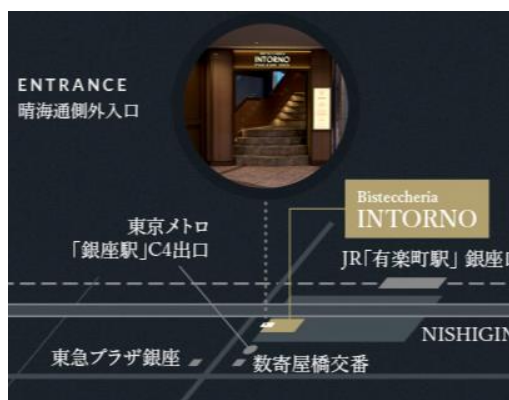 INTORNO
ENTRANCE
晴海通側外入口
Bisteccheria
INTORNO
東京メトロ
「銀座駅」C4出口
JR「有楽町駅」 銀座
NISHIGIN
東急プラザ銀座
数寄屋橋交番